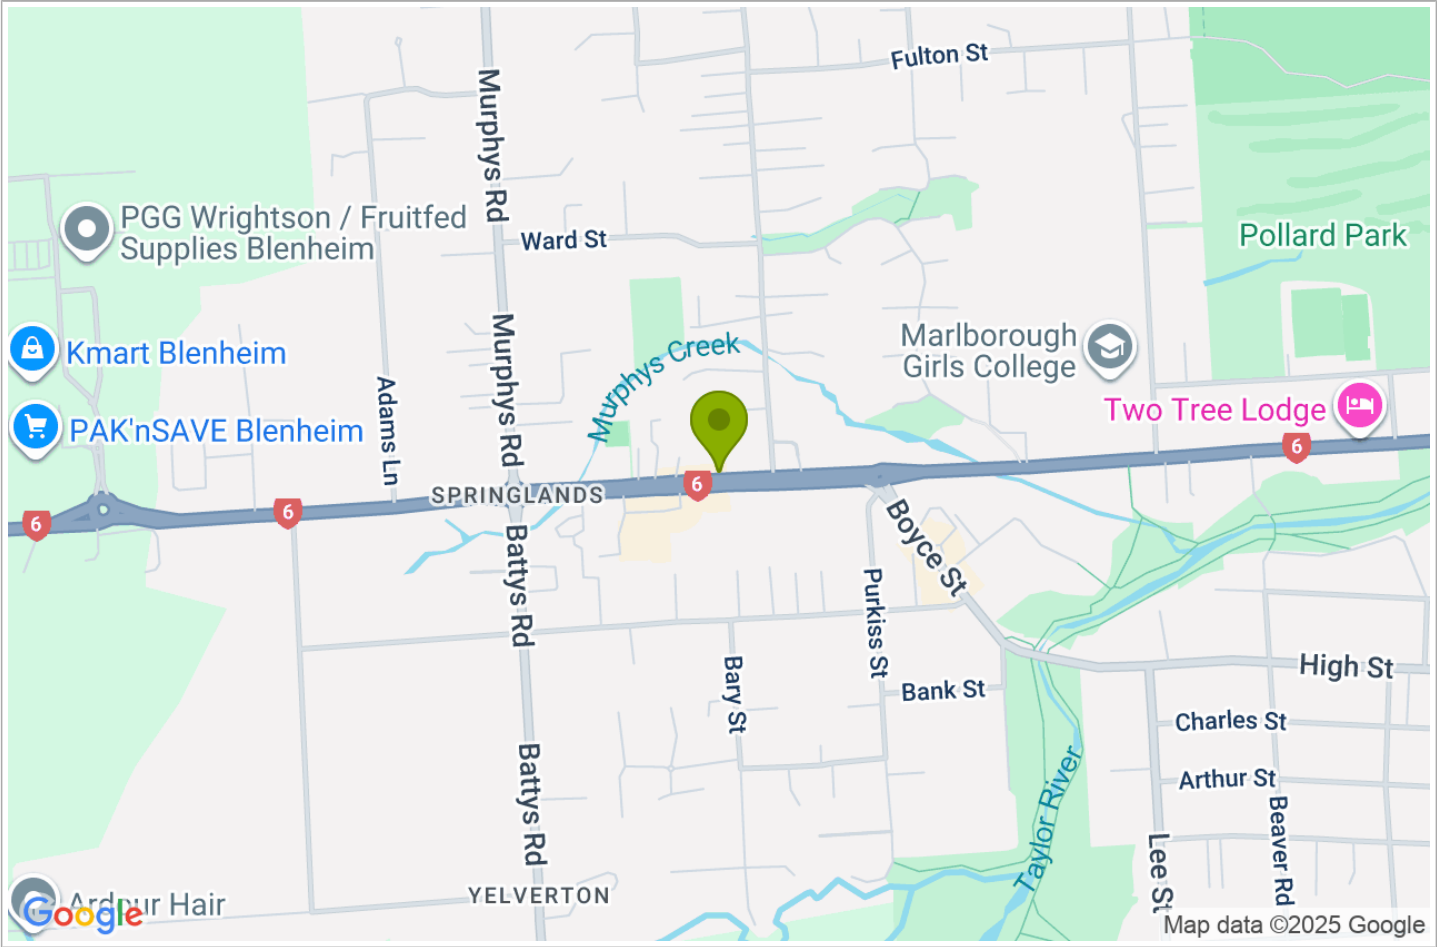 Fulton St
Murphys Rd
PGG Wrightson / Fruitfed
Supplies Blenheim
Ward St
Pollard Park
Marlborough
Girls College
Kmart Blenheim
Murphys Rd
Murphys Creek
Adams Ln
Two Tree Lodge
PAK'nSAVE Blenheim
6
6
6
6
SPRINGLANDS
Boyce St
Battys Rd
Purkiss St
High St
Bary St
Bank St
Charles St
Arthur St
Taylor River
Battys Rd
Beaver Rd
Lee St
YELVERTON
Ardour Hair
Google
Map data ©2025 Google